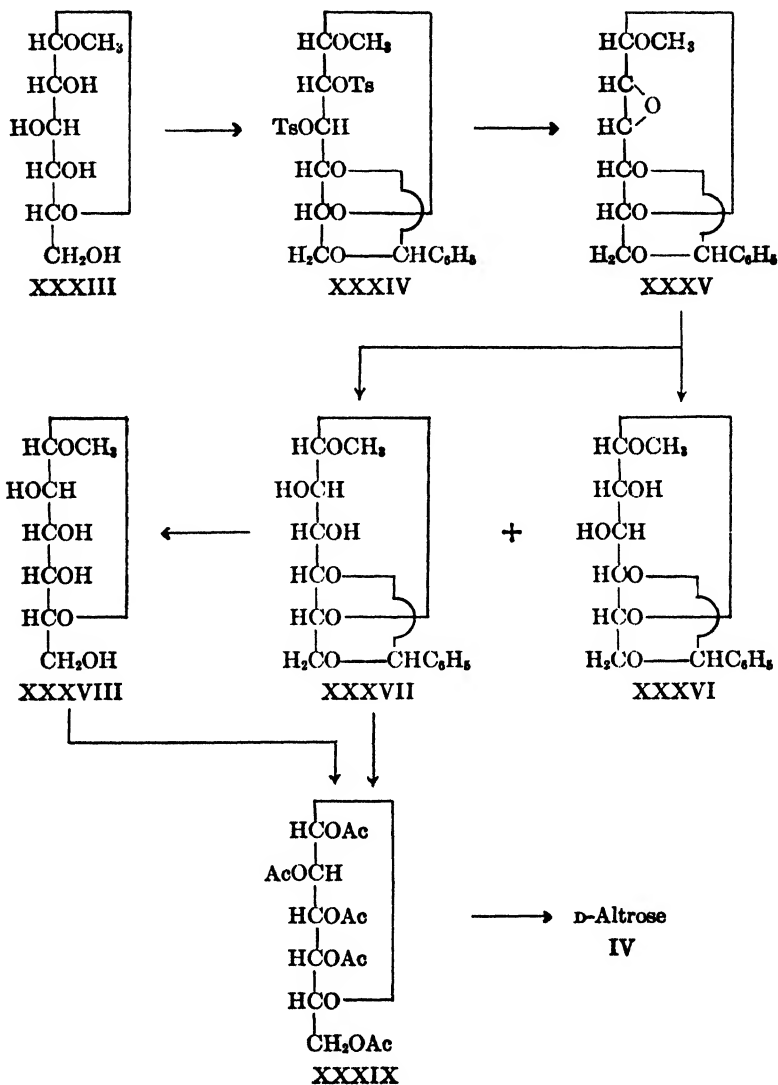 HCOCH₃ HCOCH₃ HCOCH₃
HCOH HCOTs HC
O
HOCH TsOCH HC
HCOH HCO HCO
HCO HCO HCO
CH₂OH H₂CO CHC₆H₅ H₂CO CHC₆H₅
XXXIII XXXIV XXXV
HCOCH₃ HCOCH₃ HCOCH₃
HOCH HOCH HCOH
HCOH HCOH + HOCH
HCOH HCO HCO
HCO HCO HCO
CH₂OH H₂CO CHC₆H₅ H₂CO CHC₆H₅
XXXVIII XXXVII XXXVI
HCOAc
AcOCH
HCOAc D-Altrose
HCOAc IV
HCO
CH₂OAc
XXXIX